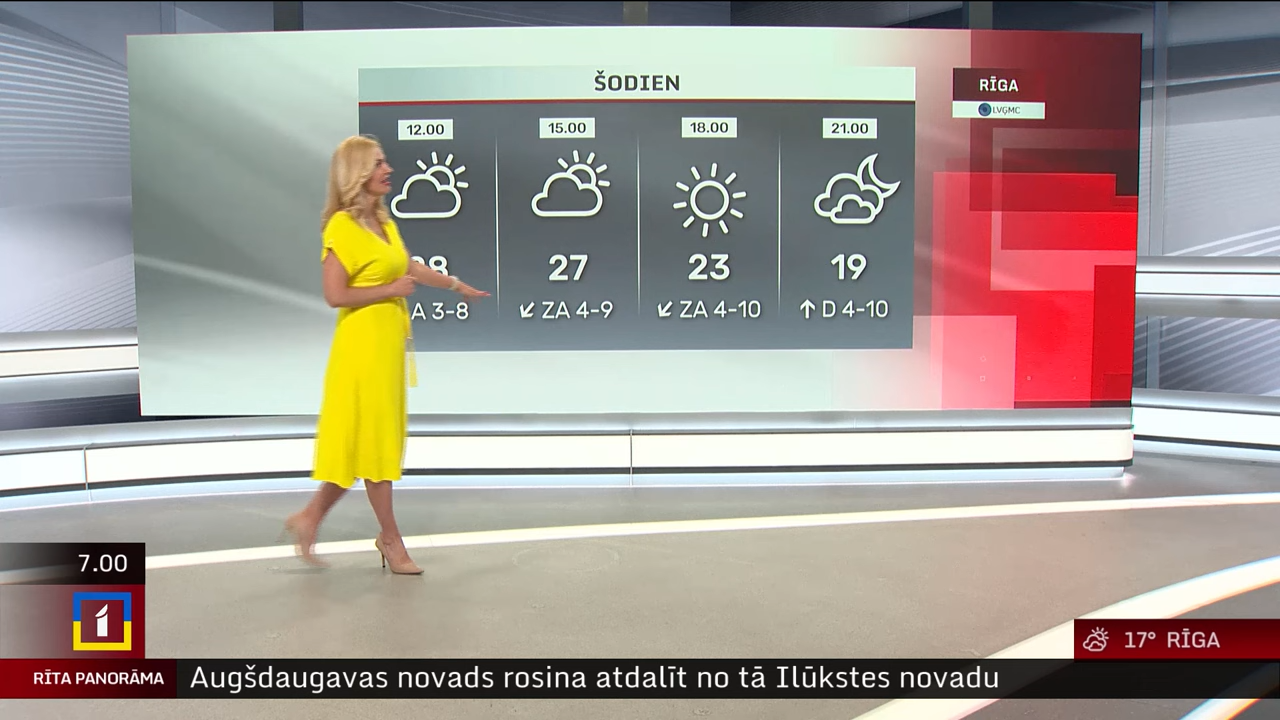 ŠODIEN
RĪGA
LVĢMC
12.00
15.00
18.00
21.00
27
23
19
3-8
ZA 4-9
ZA 4-10
D 4-10
7.00
1
17° RĪGA
RĪTA PANORĀMA
Augšdaugavas novads rosina atdalīt no tā Ilūkstes novadu